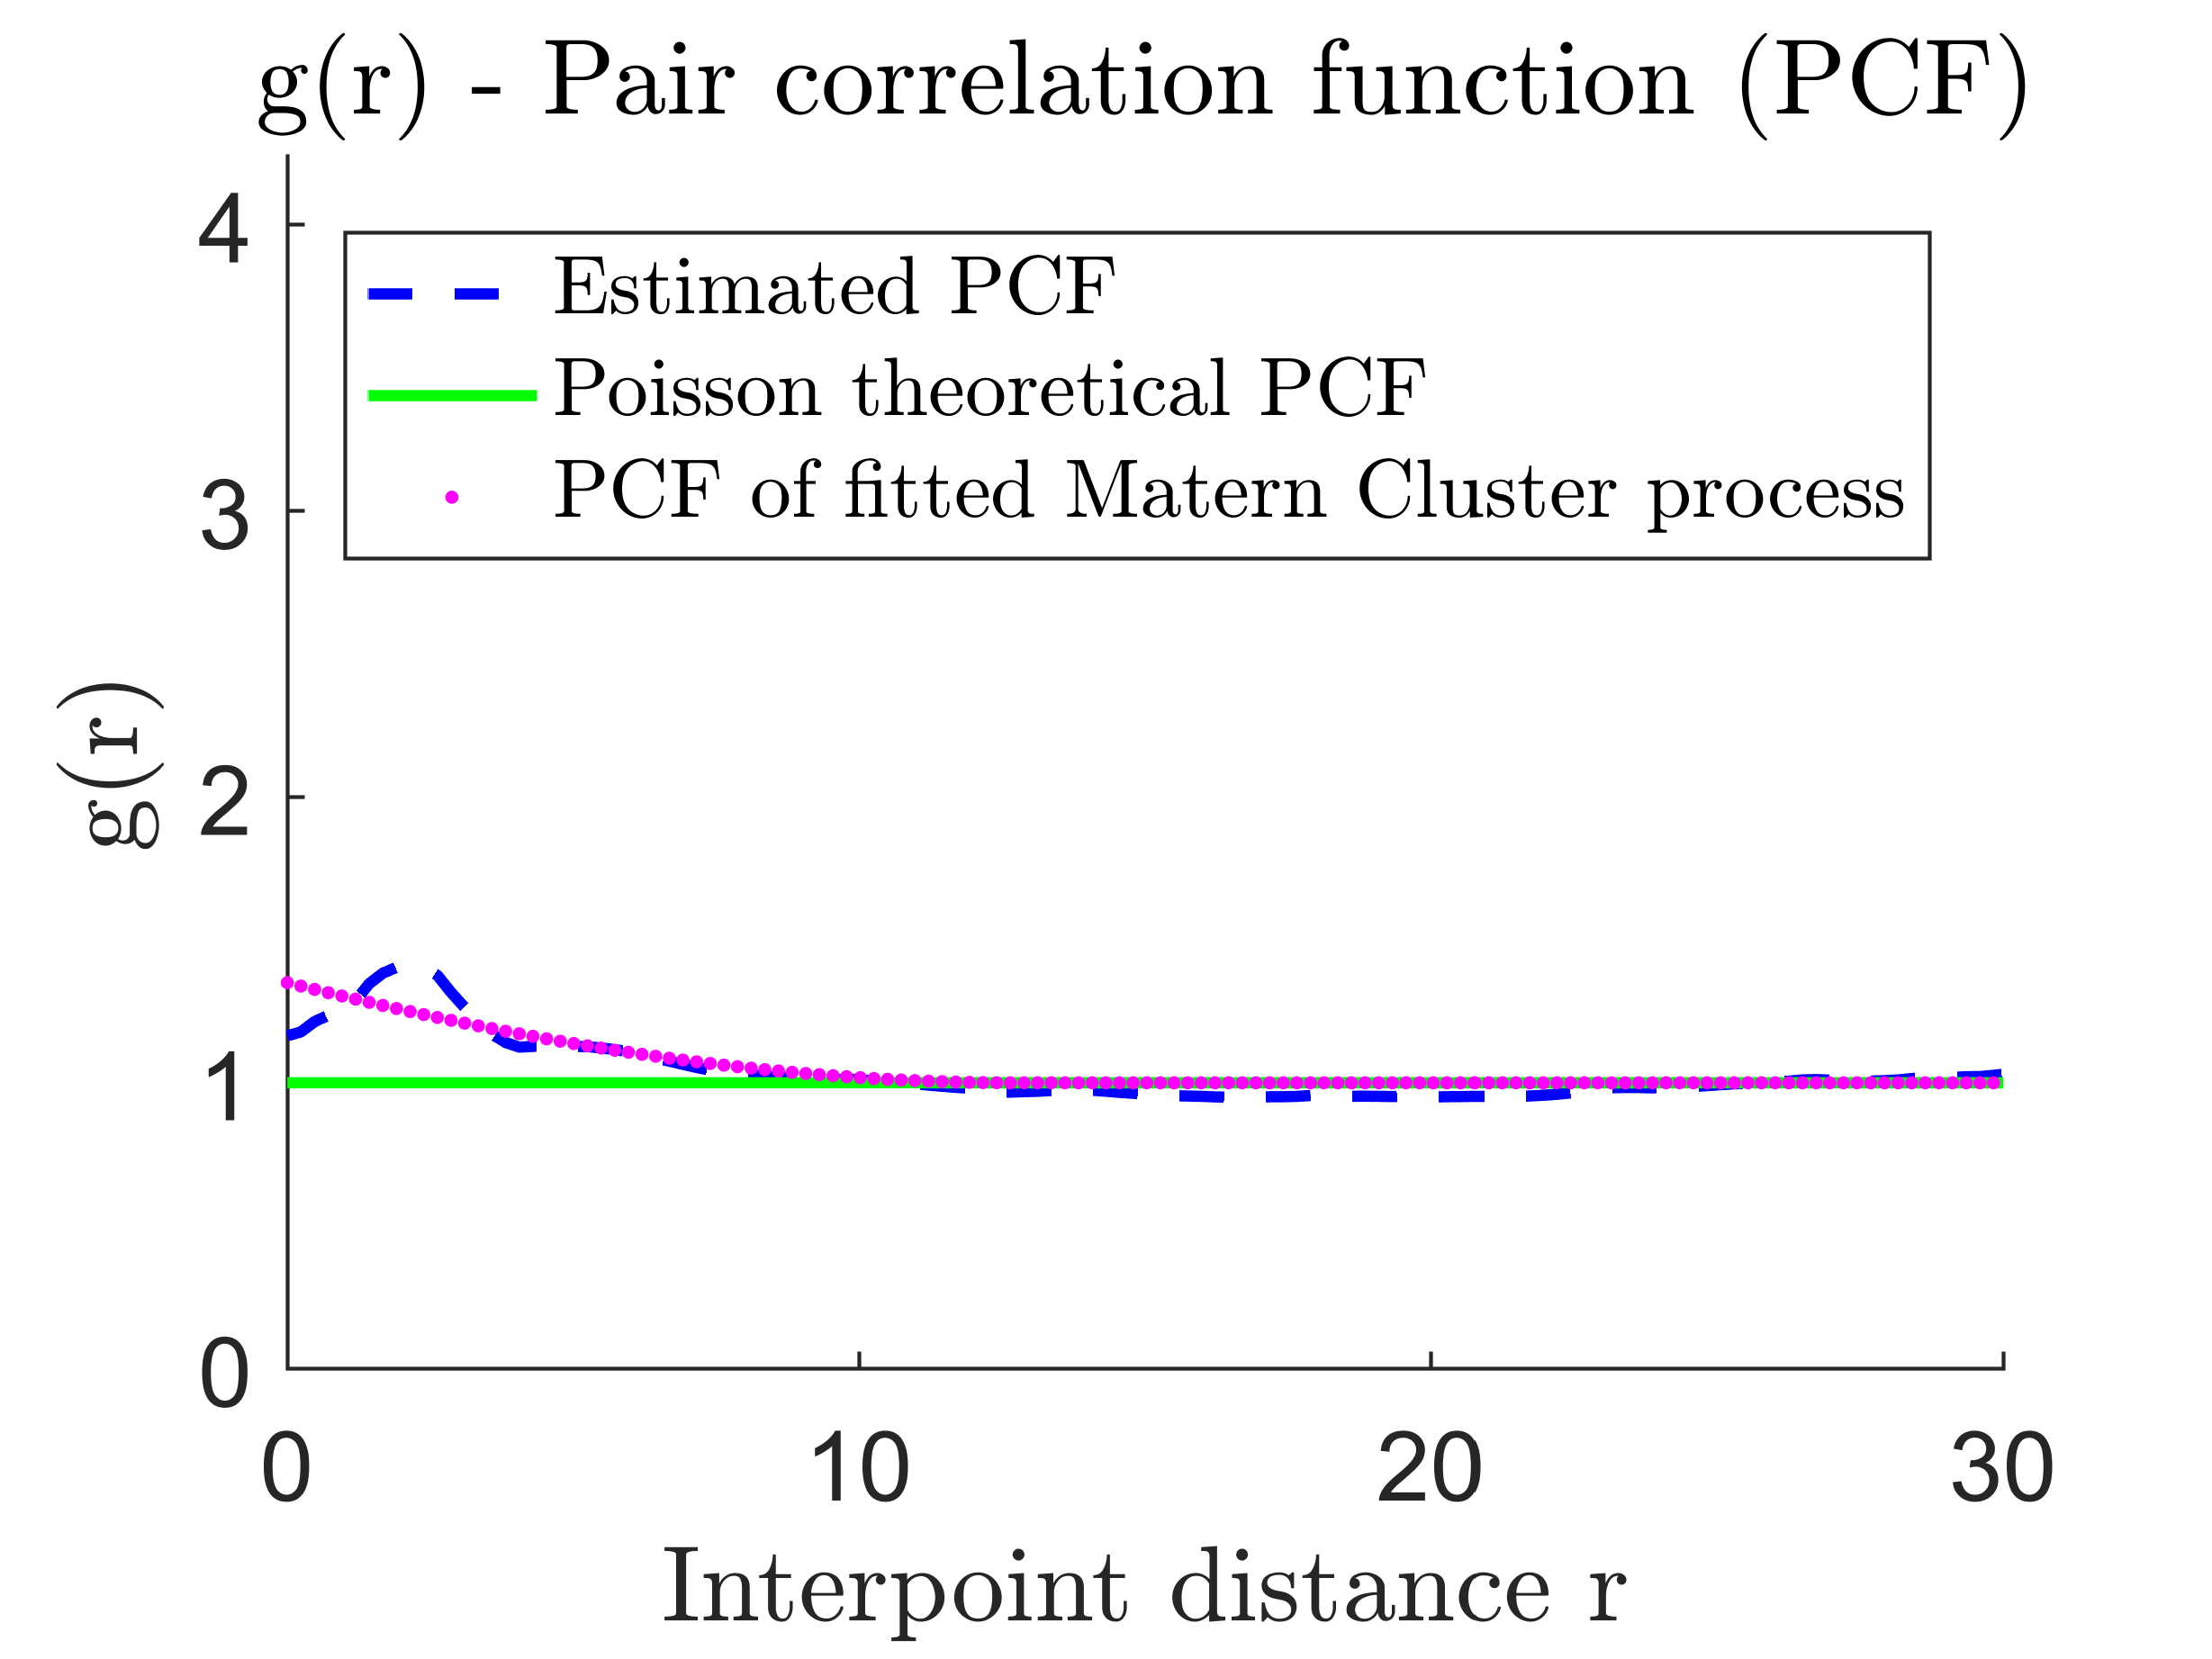 g(r) - Pair correlation function (PCF)
4
Estimated PCF
Poisson theoretical PCF
PCF of fitted Matern Cluster process
3
g(r)
2
1
0
0 10 20 30
Interpoint distance r